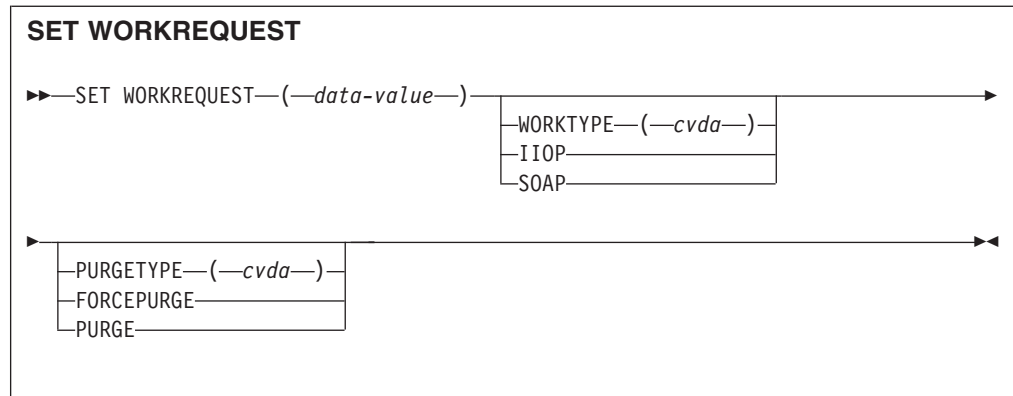 SET WORKREQUEST
SET WORKREQUEST ( data-value )
WORKTYPE ( cvda )
IIOP
SOAP
PURGETYPE ( cvda )
FORCEPURGE
PURGE